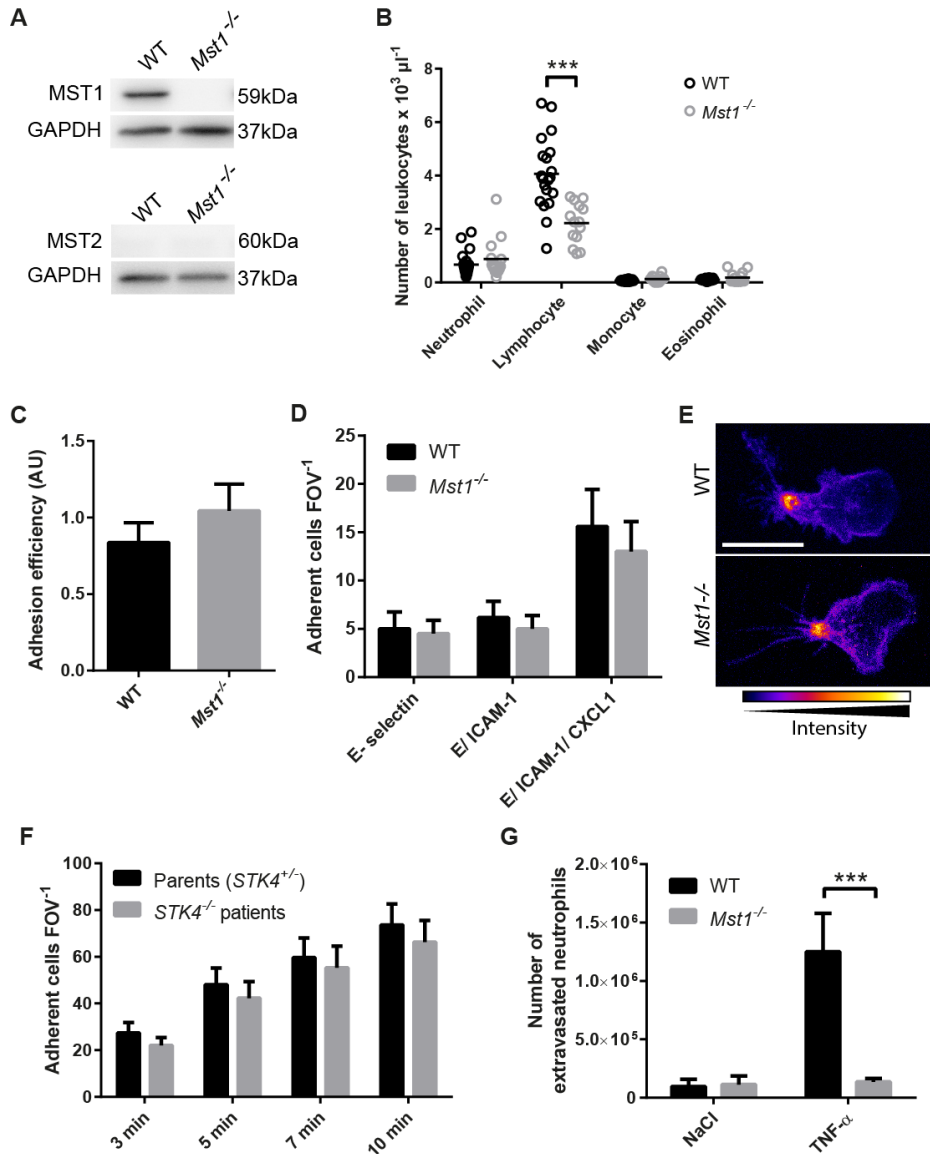 A
WT Mst1-/-
MST1 59kDa
GAPDH 37kDa
WT Mst1-/-
MST2 60kDa
GAPDH 37kDa
B
Number of leukocytes x 10³ µl⁻¹
8
6
4
2
0
***
WT
Mst1-/-
Neutrophil
Lymphocyte
Monocyte
Eosinophil
C
Adhesion efficiency (AU)
1.5
1.0
0.5
0.0
WT
Mst1-/-
D
Adherent cells FOV⁻¹
25
20
15
10
5
0
WT
Mst1-/-
E- selectin
E/ ICAM-1
E/ ICAM-1/ CXCL1
E
WT
Mst1-/-
Intensity
F
Adherent cells FOV⁻¹
100
80
60
40
20
0
Parents (STK4+/-)
STK4-/- patients
3 min
5 min
7 min
10 min
G
Number of
extravasated neutrophils
2.0×10⁶
1.5×10⁶
1.0×10⁶
5.0×10⁵
0
WT
Mst1-/-
***
NaCl
TNF-α